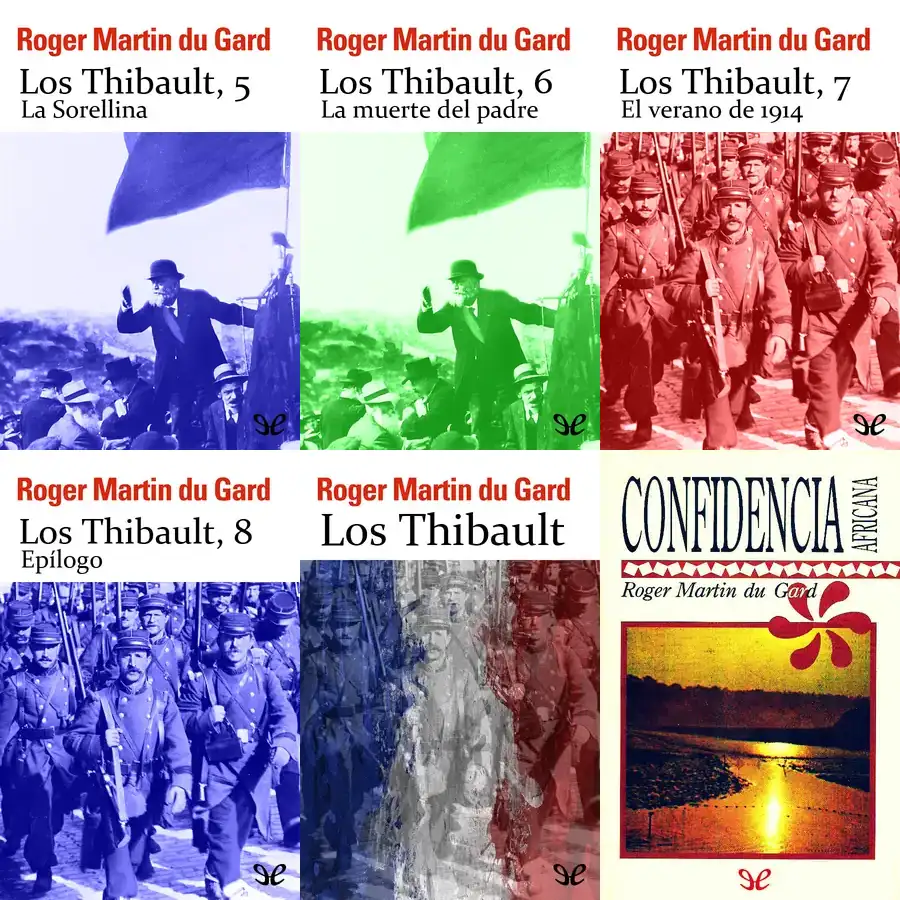 Roger Martin du Gard
Los Thibault, 5
La Sorellina
Roger Martin du Gard
Los Thibault, 6
La muerte del padre
Roger Martin du Gard
Los Thibault, 7
El verano de 1914
Roger Martin du Gard
Los Thibault, 8
Epílogo
Roger Martin du Gard
Los Thibault
CONFIDENCIA
AFRICANA
Roger Martin du Gard